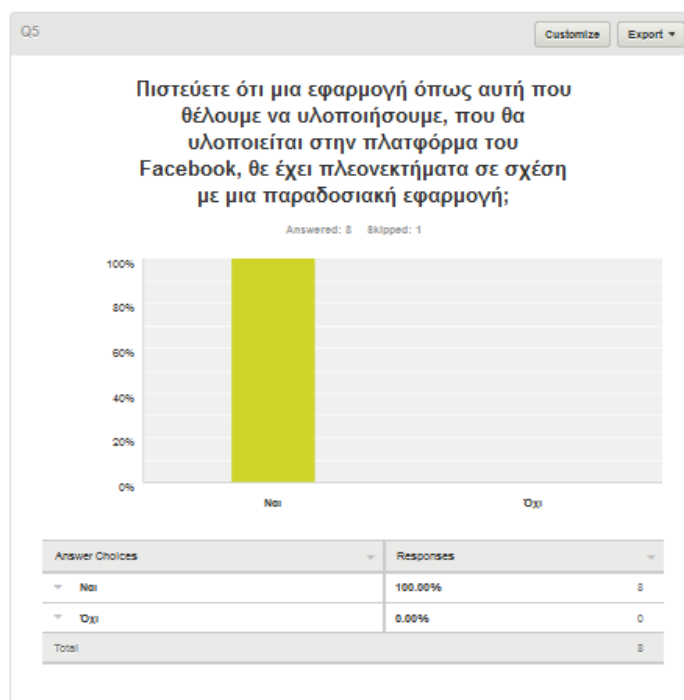 Q5
Customize
Export
Πιστεύετε ότι μια εφαρμογή όπως αυτή που
θέλουμε να υλοποιήσουμε, που θα
υλοποιείται στην πλατφόρμα του
Facebook, θε έχει πλεονεκτήματα σε σχέση
με μια παραδοσιακή εφαρμογή;
Answered: 8 Skipped: 1
100%
80%
60%
40%
20%
0%
Ναι Όχι
Answer Choices Responses
Ναι 100.00% 8
Όχι 0.00% 0
Total 8